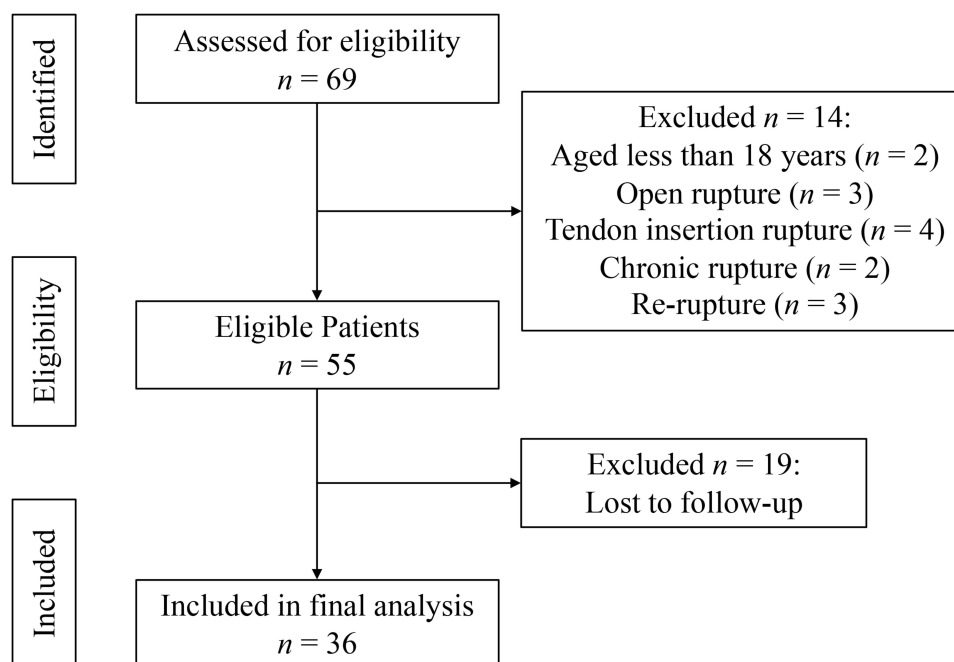 Identified
Assessed for eligibility
n = 69
Excluded n = 14:
Aged less than 18 years (n = 2)
Open rupture (n = 3)
Tendon insertion rupture (n = 4)
Chronic rupture (n = 2)
Re-rupture (n = 3)
Eligibility
Eligible Patients
n = 55
Excluded n = 19:
Lost to follow-up
Included
Included in final analysis
n = 36